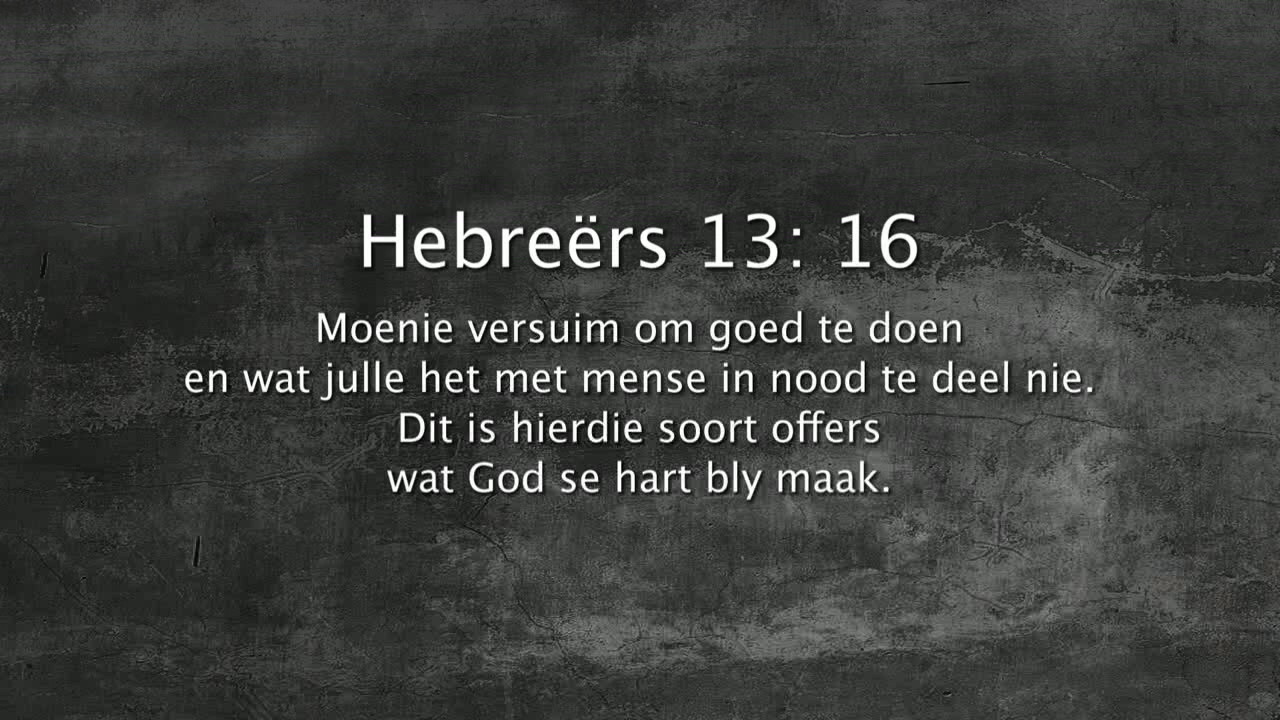 Hebreërs 13: 16
Moenie versuim om goed te doen
en wat julle het met mense in nood te deel nie.
Dit is hierdie soort offers
wat God se hart bly maak.